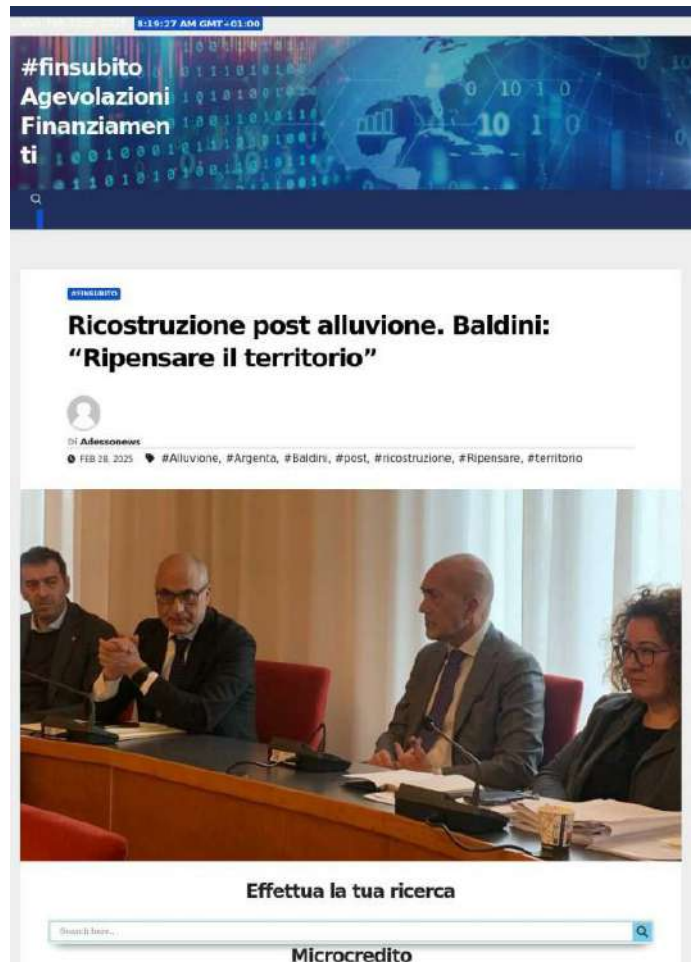 8:19:27 AM GMT+01:00
#finsubito
Agevolazioni
Finanziamen
ti
#FINSUBITO
Ricostruzione post alluvione. Baldini:
“Ripensare il territorio”
Di Adessonews
FEB 28, 2025 #Alluvione, #Argenta, #Baldini, #post, #ricostruzione, #Ripensare, #territorio
Effettua la tua ricerca
Search here..
Microcredito